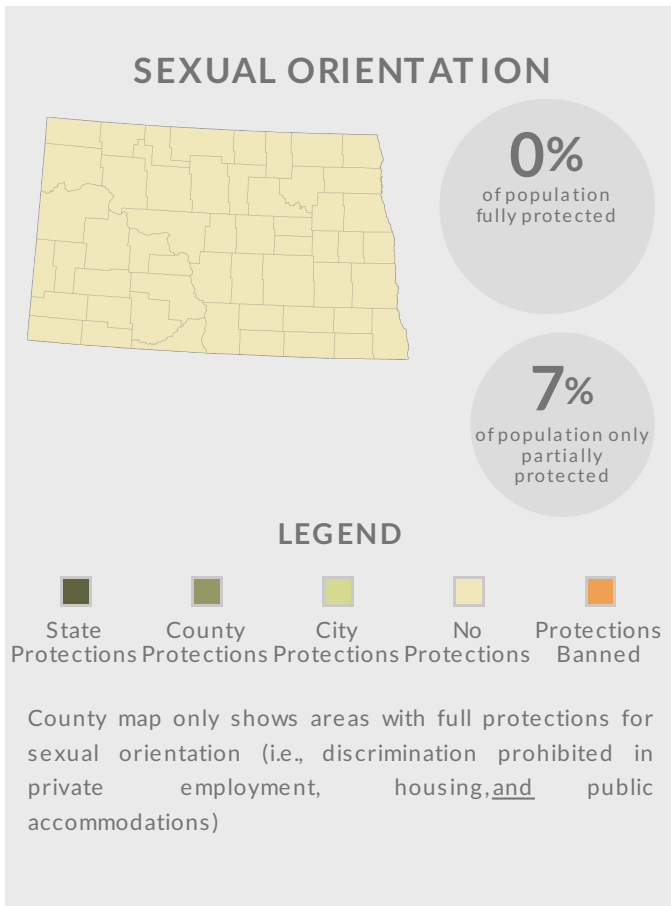 SEXUAL ORIENTATION
0%
of population
fully protected
7%
of population only
partially
protected
LEGEND
State
Protections
County
Protections
City
Protections
No
Protections
Protections
Banned
County map only shows areas with full protections for
sexual orientation (i.e., discrimination prohibited in
private employment, housing, and public
accommodations)